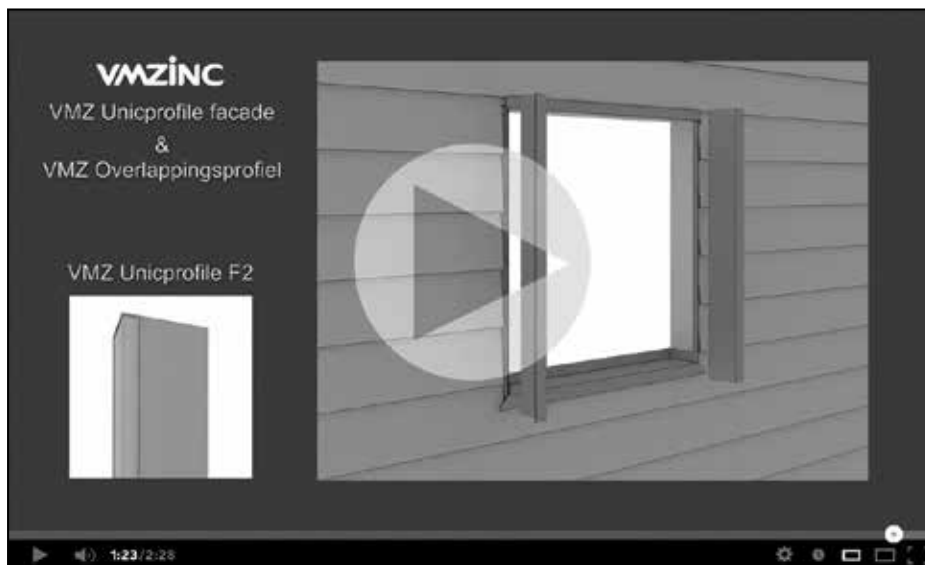 VMZINC
VMZ Unicprofile facade
&
VMZ Overlappingsprofiel
VMZ Unicprofile F2
1:23/2:28